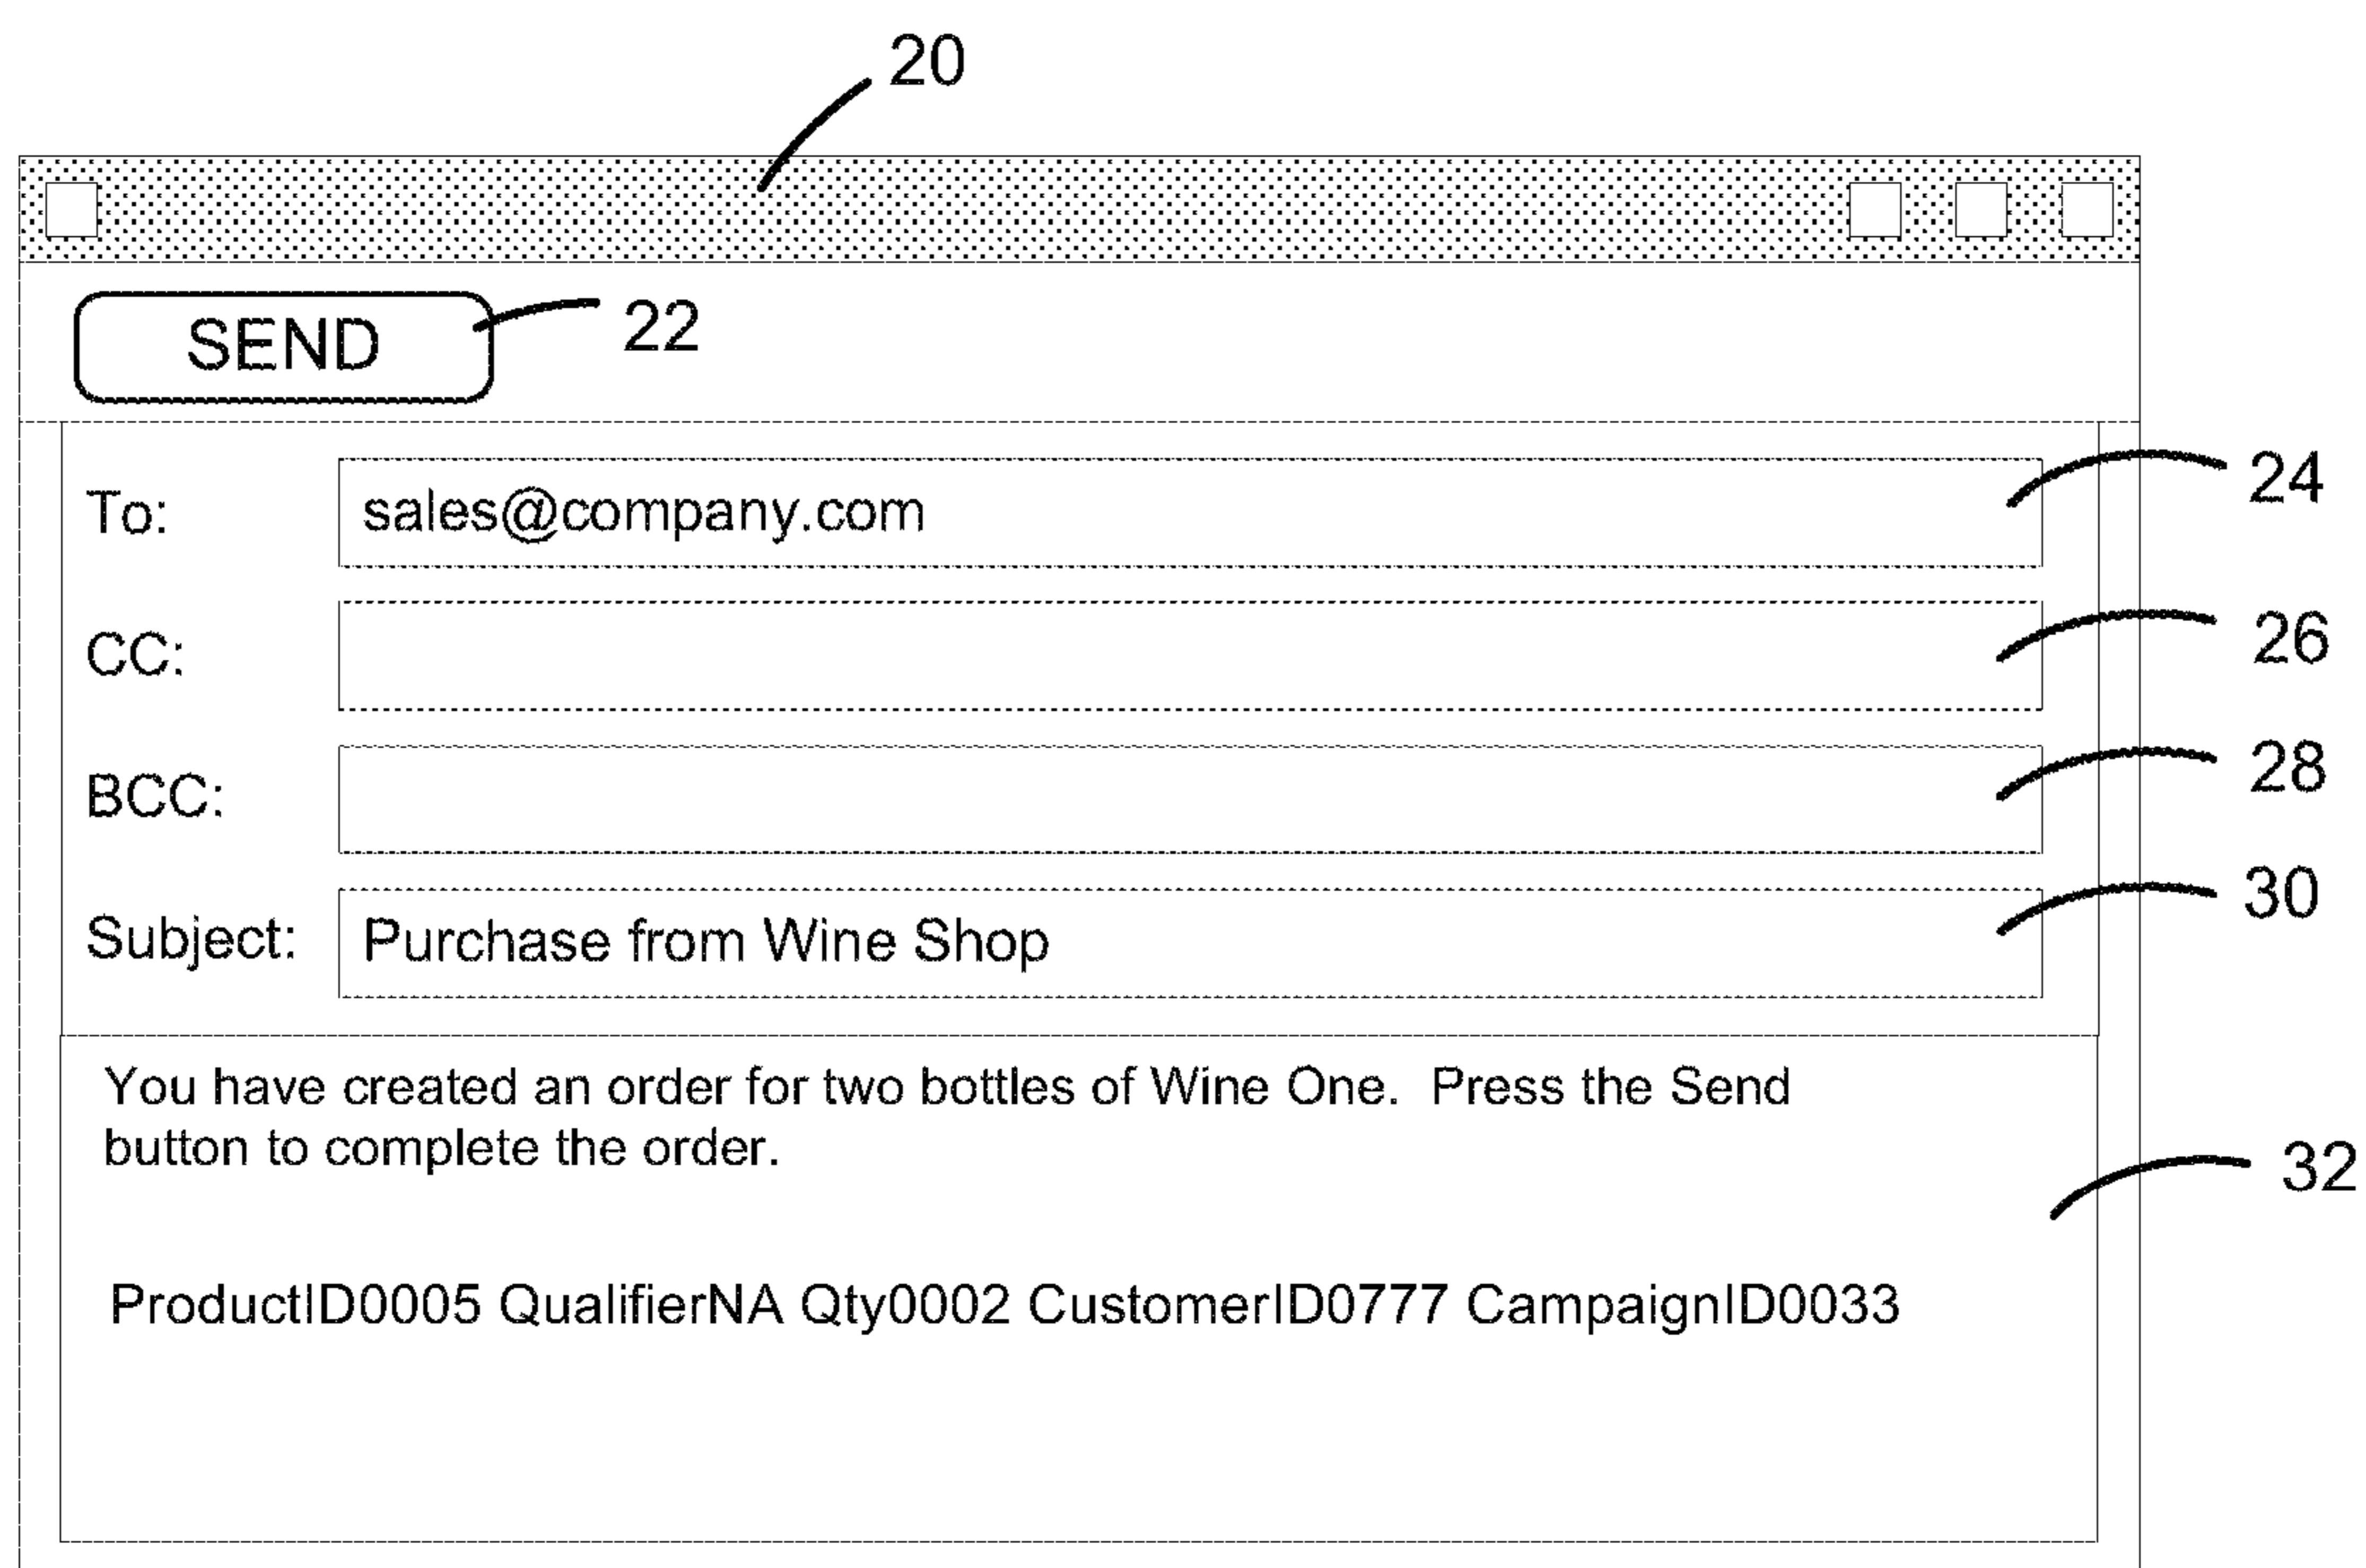 20
SEND 22
To: sales@company.com 24
CC: 26
BCC: 28
Subject: Purchase from Wine Shop 30
You have created an order for two bottles of Wine One. Press the Send
button to complete the order.
32
ProductID0005 QualifierNA Qty0002 CustomerID0777 CampaignID0033